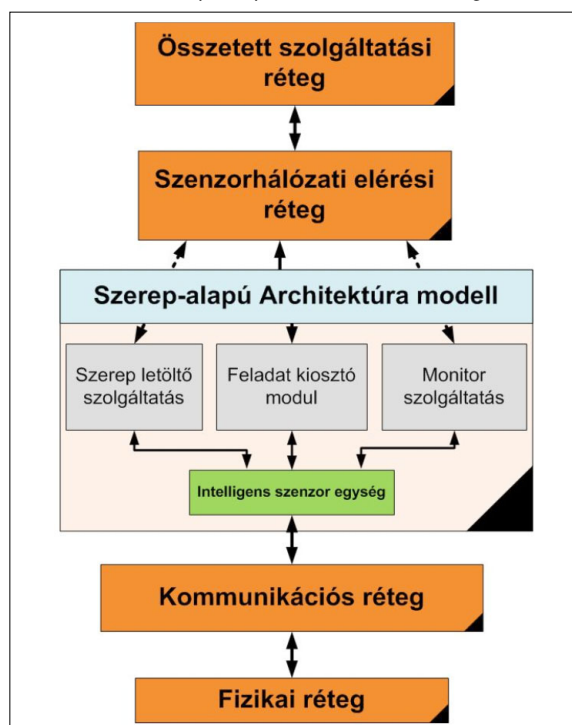 Összetett szolgáltatási
réteg
Szenzorhálózati elérési
réteg
Szerep-alapú Architektúra modell
Szerep letöltő
szolgáltatás
Feladat kiosztó
modul
Monitor
szolgáltatás
Intelligens szenzor egység
Kommunikációs réteg
Fizikai réteg